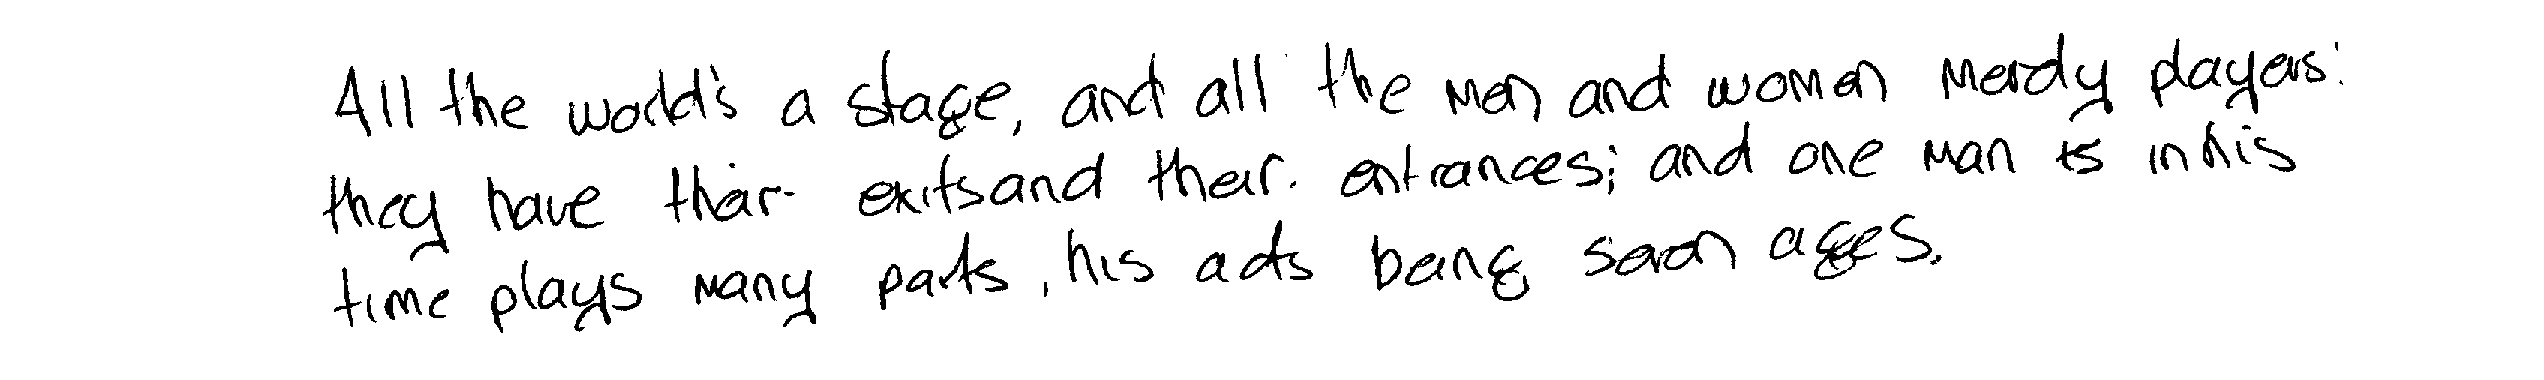 All the world's a stage, and all the men and women merely players:
they have their exits and their entrances; and one man is in his
time plays many parts, his acts being seven ages.